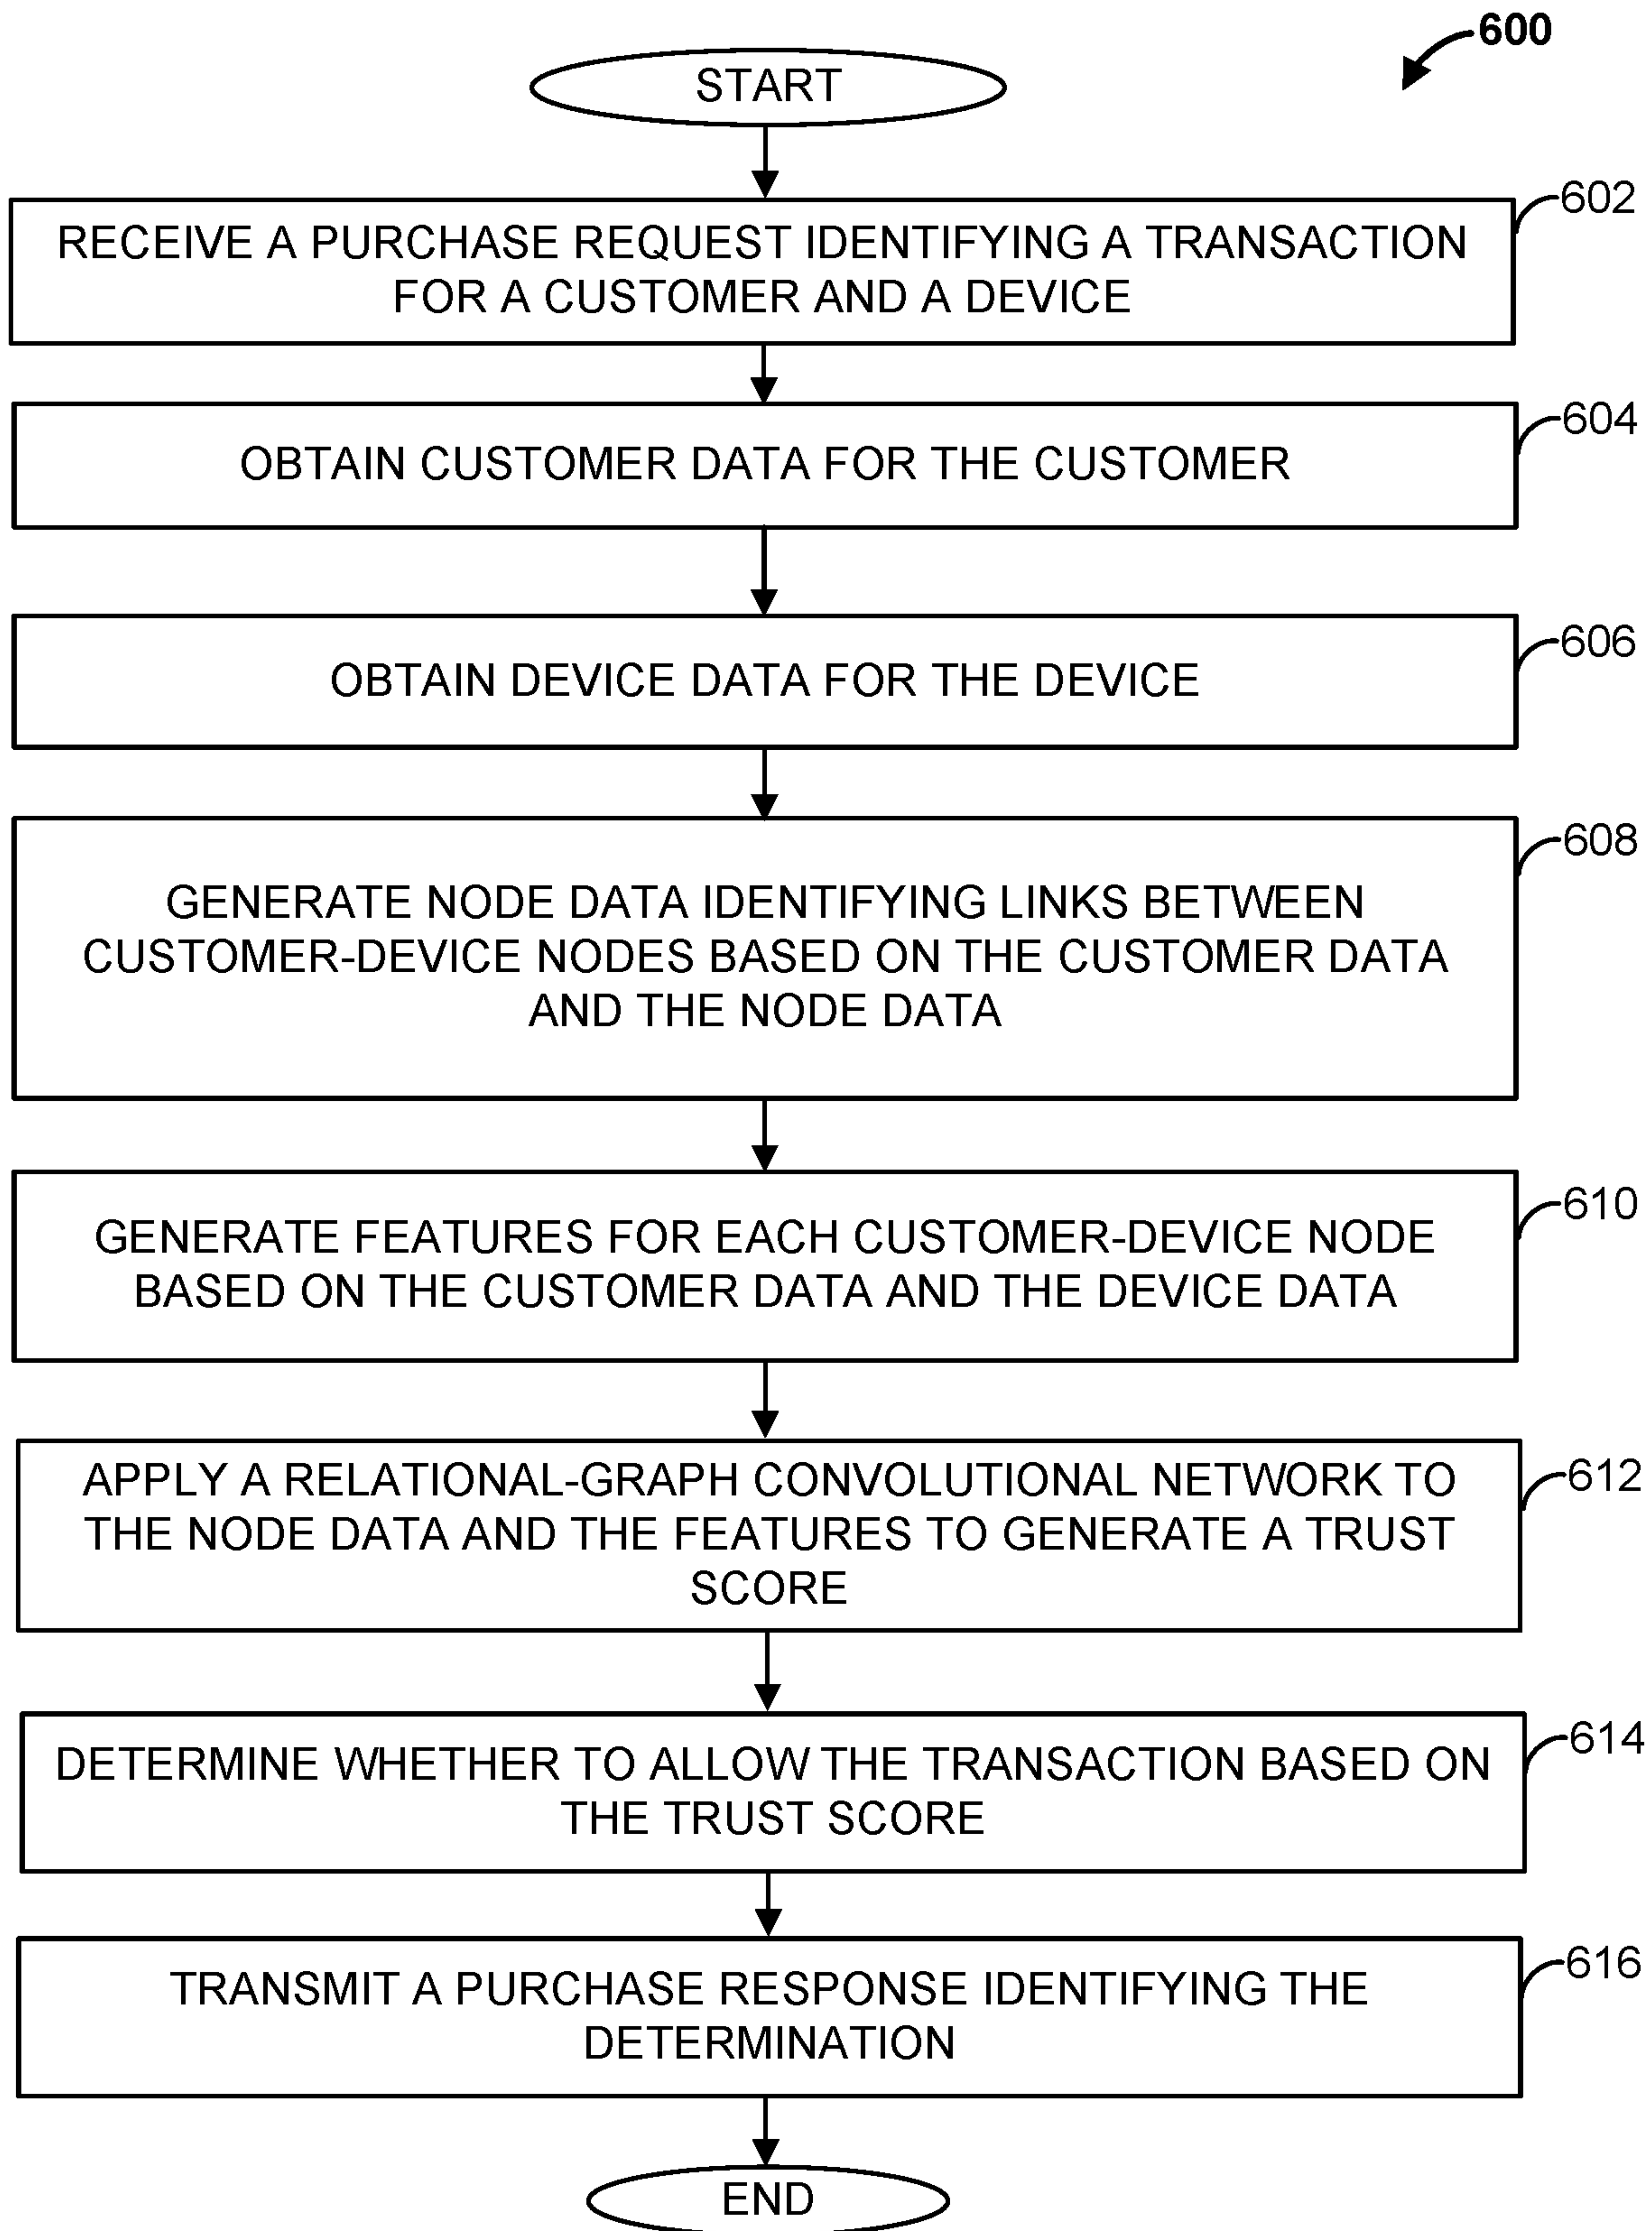 600
START
602
RECEIVE A PURCHASE REQUEST IDENTIFYING A TRANSACTION
FOR A CUSTOMER AND A DEVICE
604
OBTAIN CUSTOMER DATA FOR THE CUSTOMER
606
OBTAIN DEVICE DATA FOR THE DEVICE
608
GENERATE NODE DATA IDENTIFYING LINKS BETWEEN
CUSTOMER-DEVICE NODES BASED ON THE CUSTOMER DATA
AND THE NODE DATA
610
GENERATE FEATURES FOR EACH CUSTOMER-DEVICE NODE
BASED ON THE CUSTOMER DATA AND THE DEVICE DATA
612
APPLY A RELATIONAL-GRAPH CONVOLUTIONAL NETWORK TO
THE NODE DATA AND THE FEATURES TO GENERATE A TRUST
SCORE
614
DETERMINE WHETHER TO ALLOW THE TRANSACTION BASED ON
THE TRUST SCORE
616
TRANSMIT A PURCHASE RESPONSE IDENTIFYING THE
DETERMINATION
END